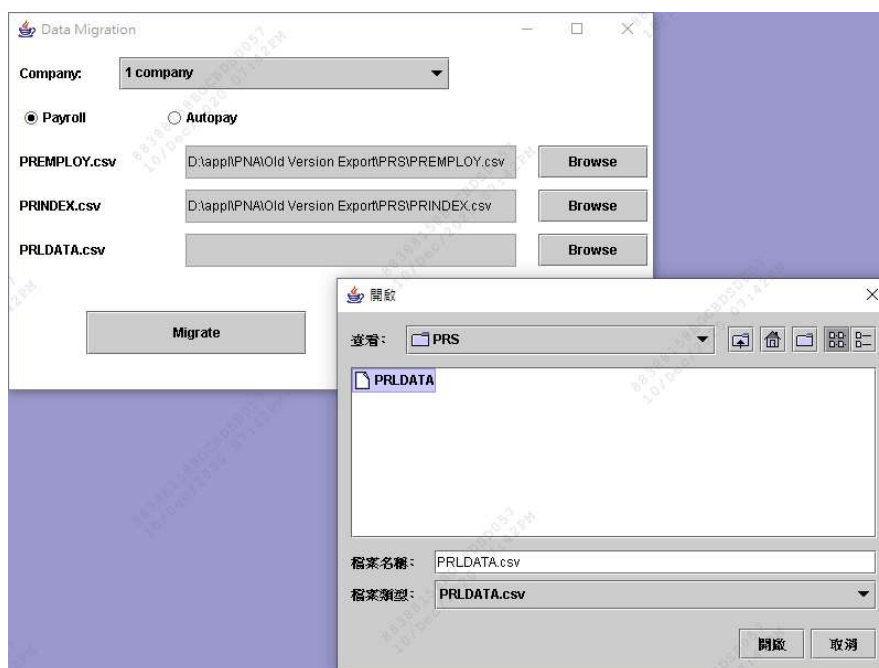 Data Migration
Company: 1 company
Payroll Autopay
PREMPLOY.csv D:\appl\PNA\Old Version Export\PRS\PREMPLOY.csv Browse
PRINDEX.csv D:\appl\PNA\Old Version Export\PRS\PRINDEX.csv Browse
PRLDATA.csv Browse
Migrate
開啟
查看: PRS
PRLDATA
檔案名稱: PRLDATA.csv
檔案類型: PRLDATA.csv
開啟 取消